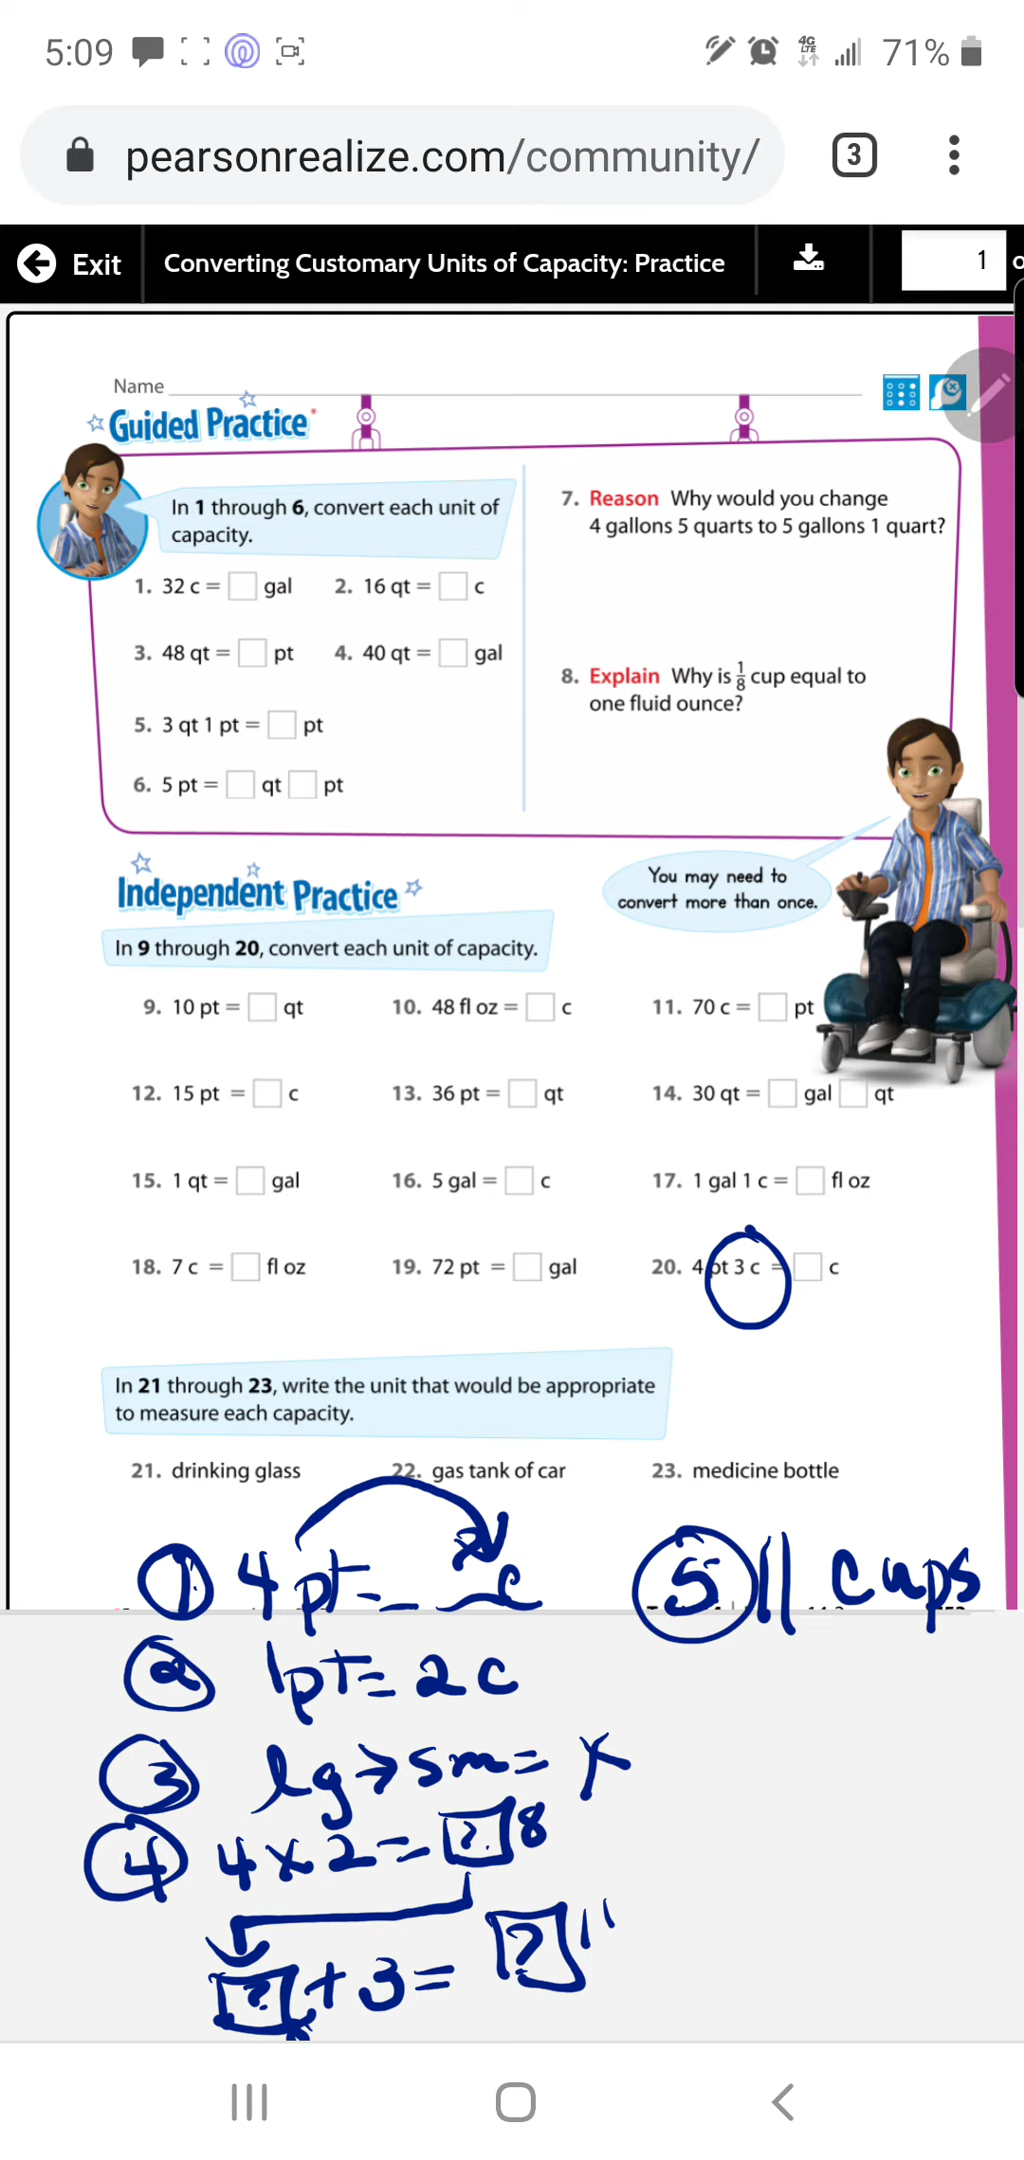 5:09 71%
pearsonrealize.com/community/ 3
Exit Converting Customary Units of Capacity: Practice 1
Name
Guided Practice*
In 1 through 6, convert each unit of
capacity.
1. 32 c = □ gal 2. 16 qt = □ c
3. 48 qt = □ pt 4. 40 qt = □ gal
5. 3 qt 1 pt = □ pt
6. 5 pt = □ qt □ pt
7. Reason Why would you change
4 gallons 5 quarts to 5 gallons 1 quart?
8. Explain Why is 1/8 cup equal to
one fluid ounce?
Independent Practice
You may need to
convert more than once.
In 9 through 20, convert each unit of capacity.
9. 10 pt = □ qt 10. 48 fl oz = □ c 11. 70 c = □ pt
12. 15 pt = □ c 13. 36 pt = □ qt 14. 30 qt = □ gal □ qt
15. 1 qt = □ gal 16. 5 gal = □ c 17. 1 gal 1 c = □ fl oz
18. 7 c = □ fl oz 19. 72 pt = □ gal 20. 4 pt 3 c = □ c
In 21 through 23, write the unit that would be appropriate
to measure each capacity.
21. drinking glass 22. gas tank of car 23. medicine bottle
① 4 pt = _ c ⑤ 11 cups
② 1pt = 2c
③ lg → sm = x
④ 4 x 2 = ? 8
? + 3 = ? 11